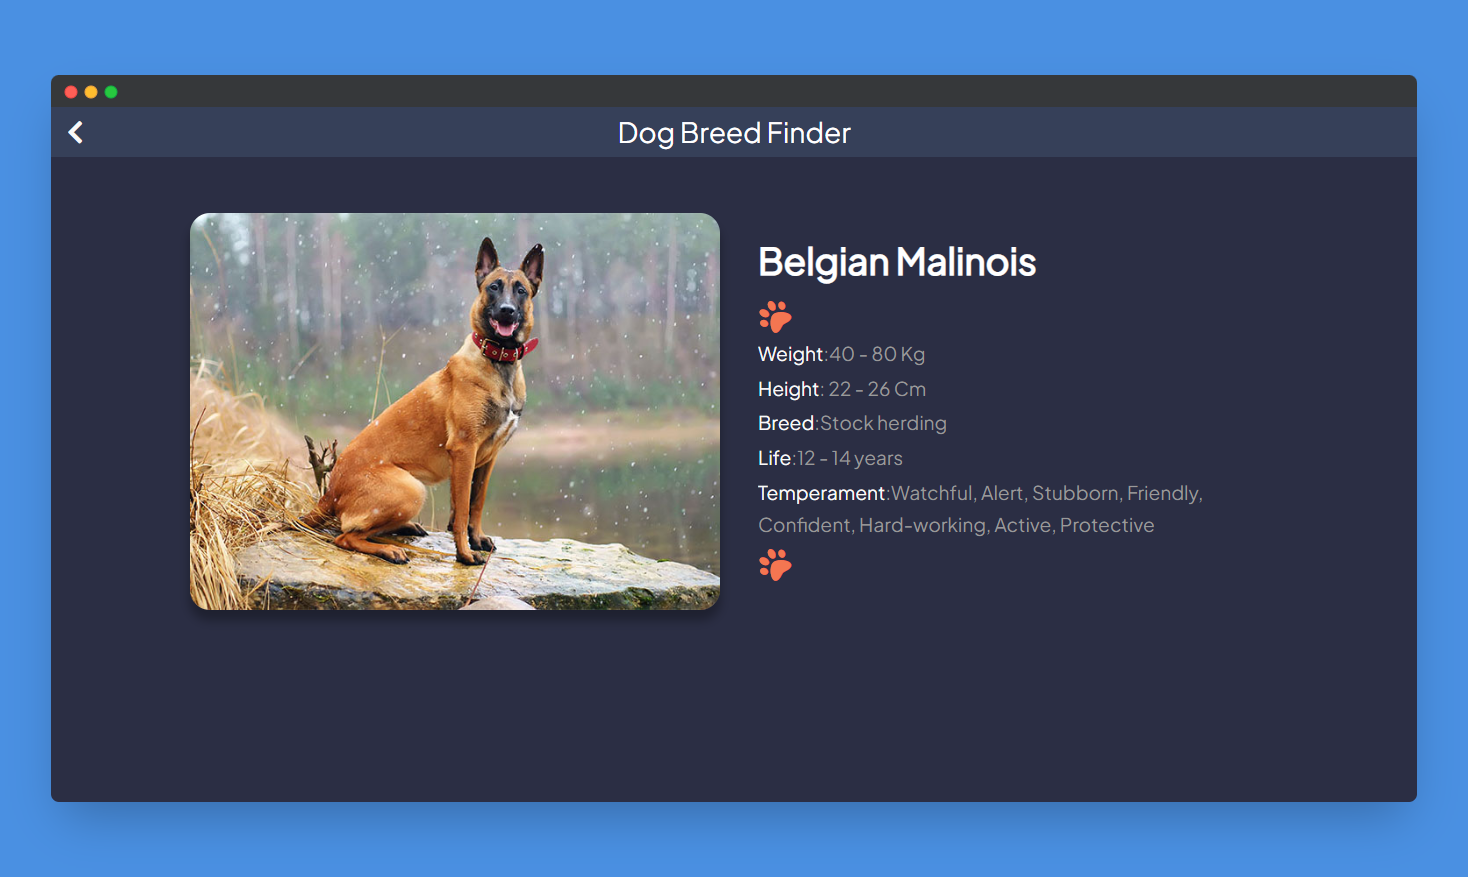 Dog Breed Finder
Belgian Malinois
Weight:40 - 80 Kg
Height: 22 - 26 Cm
Breed:Stock herding
Life:12 - 14 years
Temperament:Watchful, Alert, Stubborn, Friendly,
Confident, Hard-working, Active, Protective